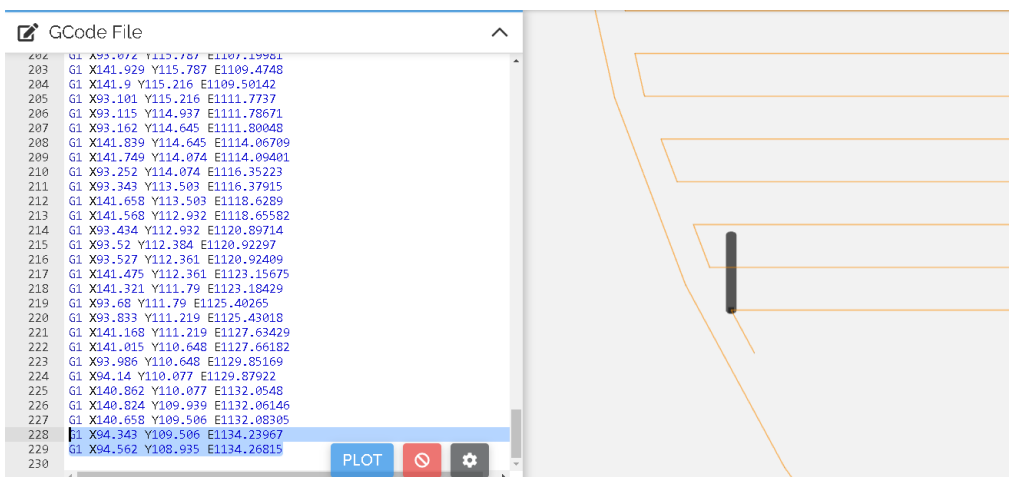 GCode File
202 G1 X93.072 Y115.787 E1107.19981
203 G1 X141.929 Y115.787 E1109.4748
204 G1 X141.9 Y115.216 E1109.50142
205 G1 X93.101 Y115.216 E1111.7737
206 G1 X93.115 Y114.937 E1111.78671
207 G1 X93.162 Y114.645 E1111.80048
208 G1 X141.839 Y114.645 E1114.06709
209 G1 X141.749 Y114.074 E1114.09401
210 G1 X93.252 Y114.074 E1116.35223
211 G1 X93.343 Y113.503 E1116.37915
212 G1 X141.658 Y113.503 E1118.6289
213 G1 X141.568 Y112.932 E1118.65582
214 G1 X93.434 Y112.932 E1120.89714
215 G1 X93.52 Y112.384 E1120.92297
216 G1 X93.527 Y112.361 E1120.92409
217 G1 X141.475 Y112.361 E1123.15675
218 G1 X141.321 Y111.79 E1123.18429
219 G1 X93.68 Y111.79 E1125.40265
220 G1 X93.833 Y111.219 E1125.43018
221 G1 X141.168 Y111.219 E1127.63429
222 G1 X141.015 Y110.648 E1127.66182
223 G1 X93.986 Y110.648 E1129.85169
224 G1 X94.14 Y110.077 E1129.87922
225 G1 X140.862 Y110.077 E1132.0548
226 G1 X140.824 Y109.939 E1132.06146
227 G1 X140.658 Y109.506 E1132.08305
228 G1 X94.343 Y109.506 E1134.23967
229 G1 X94.562 Y108.935 E1134.26815
230
PLOT